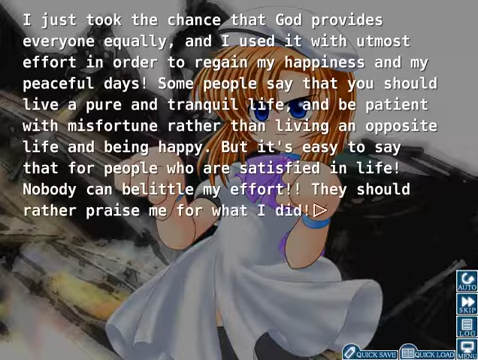 I just took the chance that God provides
everyone equally, and I used it with utmost
effort in order to regain my happiness and my
peaceful days! Some people say that you should
live a pure and tranquil life, and be patient
with misfortune rather than living an opposite
life and being happy. But it's easy to say
that for people who are satisfied in life!
Nobody can belittle my effort!! They should
rather praise me for what I did!
AUTO
SKIP
LOG
MENU
QUICK SAVE QUICK LOAD